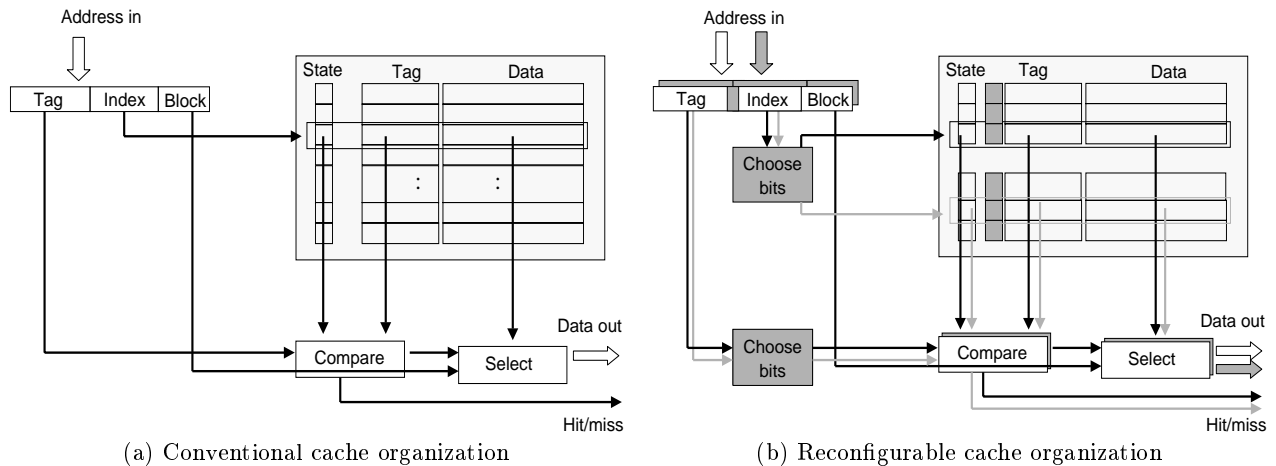 Address in
State Tag Data
Tag Index Block
: :
Compare
Select
Data out
Hit/miss
(a) Conventional cache organization
Address in
State Tag Data
Tag Index Block
Choose
bits
Choose
bits
Compare
Select
Data out
Hit/miss
(b) Reconfigurable cache organization